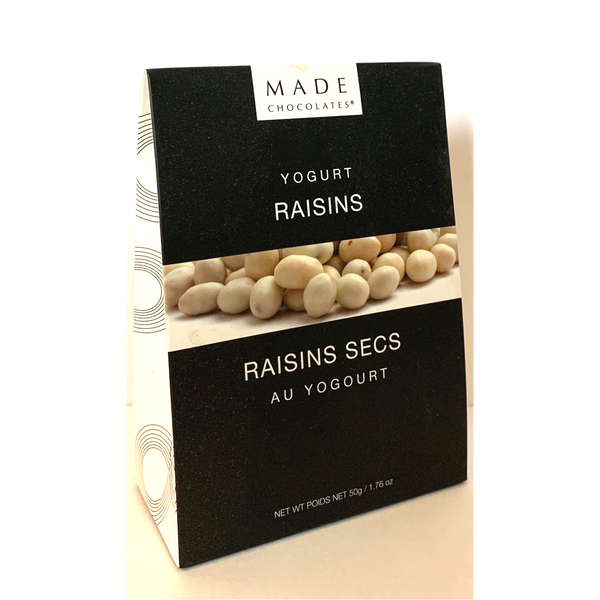 MADE
CHOCOLATES®
YOGURT
RAISINS
RAISINS SECS
AU YOGOURT
NET WT POIDS NET 50g / 1.76 oz